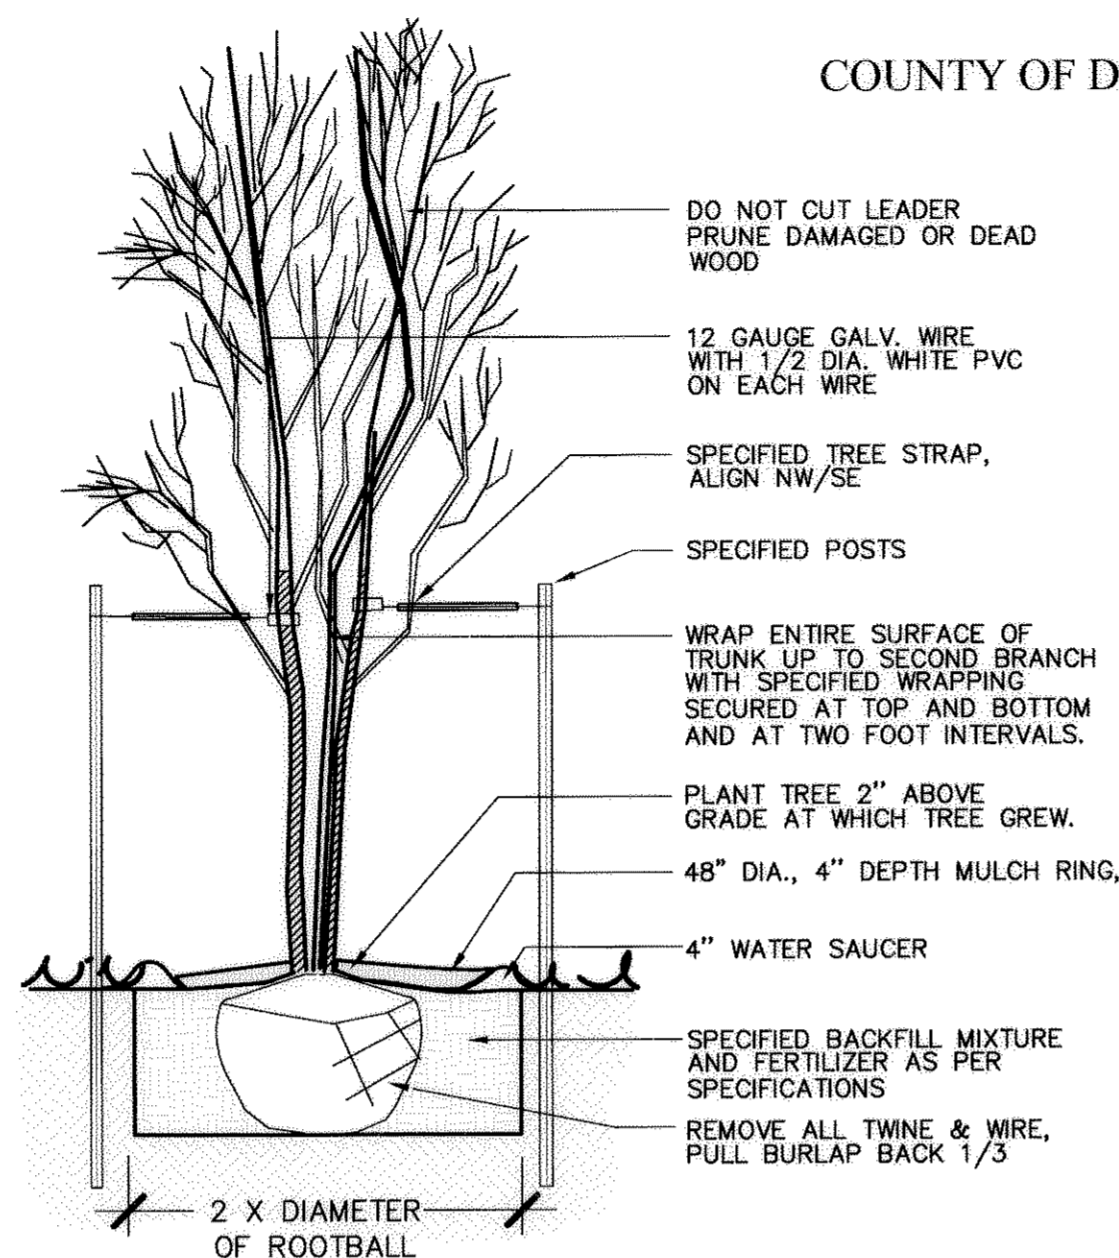 COUNTY OF D
DO NOT CUT LEADER
PRUNE DAMAGED OR DEAD
WOOD
12 GAUGE GALV. WIRE
WITH 1/2 DIA. WHITE PVC
ON EACH WIRE
SPECIFIED TREE STRAP,
ALIGN NW/SE
SPECIFIED POSTS
WRAP ENTIRE SURFACE OF
TRUNK UP TO SECOND BRANCH
WITH SPECIFIED WRAPPING
SECURED AT TOP AND BOTTOM
AND AT TWO FOOT INTERVALS.
PLANT TREE 2" ABOVE
GRADE AT WHICH TREE GREW.
48" DIA., 4" DEPTH MULCH RING,
4" WATER SAUCER
SPECIFIED BACKFILL MIXTURE
AND FERTILIZER AS PER
SPECIFICATIONS
REMOVE ALL TWINE & WIRE,
PULL BURLAP BACK 1/3
2 X DIAMETER
OF ROOTBALL